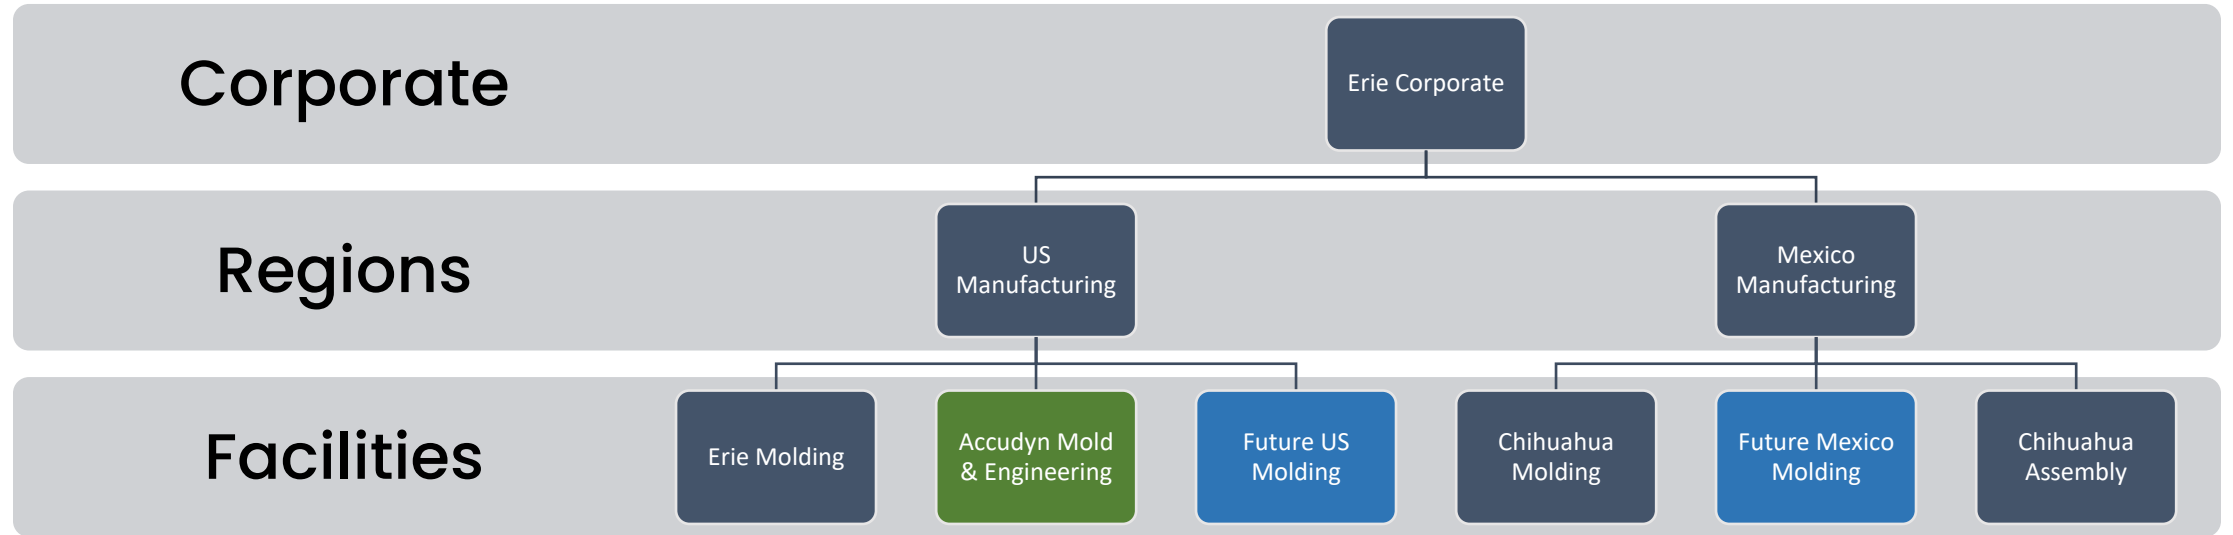 Corporate
Erie Corporate
Regions
US
Manufacturing
Mexico
Manufacturing
Facilities
Erie Molding
Accudyn Mold
& Engineering
Future US
Molding
Chihuahua
Molding
Future Mexico
Molding
Chihuahua
Assembly